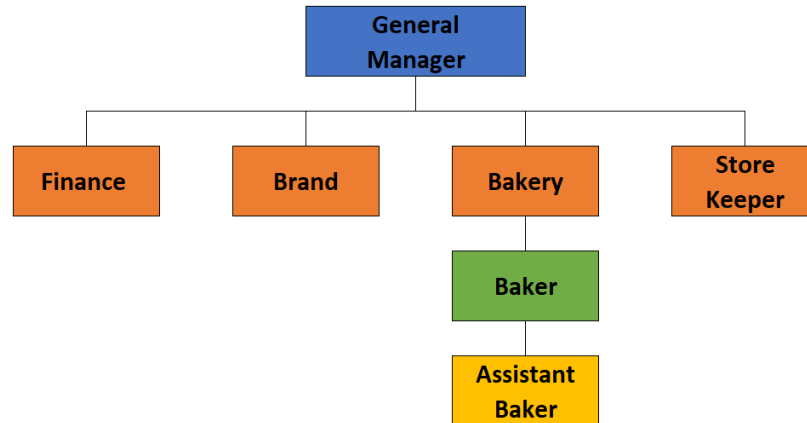 General
Manager
Finance
Brand
Bakery
Store
Keeper
Baker
Assistant
Baker